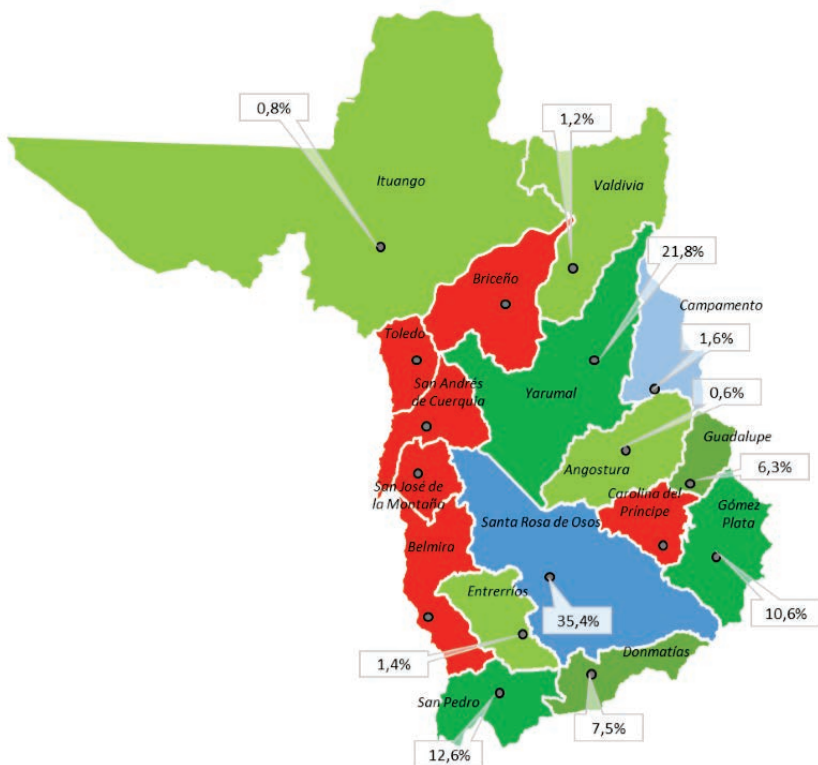 0,8%
1,2%
Ituango
Valdivia
21,8%
Briceño
Campamento
Toledo
1,6%
San Andrés
de Cuerquia
Yarumal
0,6%
Guadalupe
Angostura
6,3%
San José de
la Montaña
Carolina del
Príncipe
Gómez
Plata
Santa Rosa de Osos
Belmira
Entrerríos
35,4%
10,6%
1,4%
Donmatías
San Pedro
7,5%
12,6%